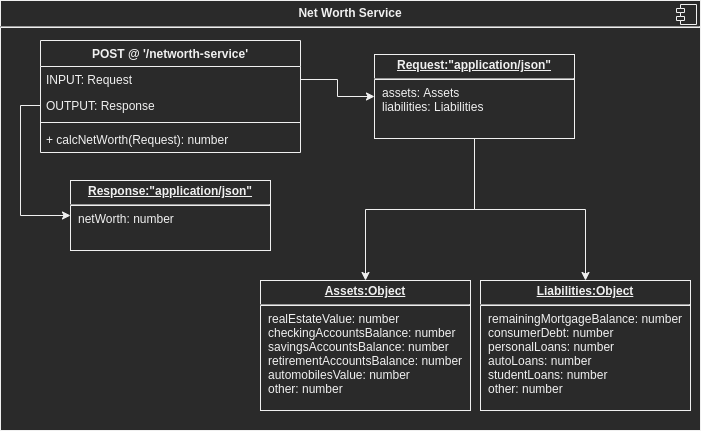 Net Worth Service
POST @ '/networth-service'
INPUT: Request
OUTPUT: Response
+ calcNetWorth(Request): number
Request:"application/json"
assets: Assets
liabilities: Liabilities
Response:"application/json"
netWorth: number
Assets:Object
realEstateValue: number
checkingAccountsBalance: number
savingsAccountsBalance: number
retirementAccountsBalance: number
automobilesValue: number
other: number
Liabilities:Object
remainingMortgageBalance: number
consumerDebt: number
personalLoans: number
autoLoans: number
studentLoans: number
other: number